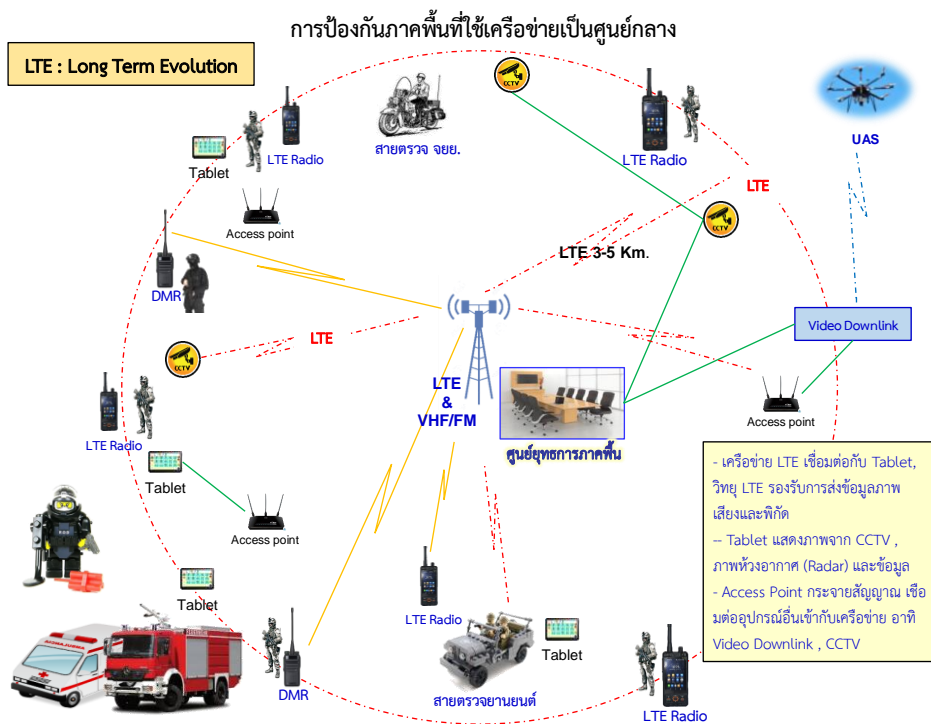 การป้องกันภาคพื้นที่ใช้เครือข่ายเป็นศูนย์กลาง
LTE : Long Term Evolution
CCTV
UAS
LTE Radio
สายตรวจ จยย.
LTE Radio
Tablet
LTE
Access point
CCTV
LTE 3-5 Km.
DMR
Video Downlink
LTE
CCTV
LTE
&
VHF/FM
Access point
LTE Radio
ศูนย์ยุทธการภาคพื้น
- เครือข่าย LTE เชื่อมต่อกับ Tablet,
วิทยุ LTE รองรับการส่งข้อมูลภาพ
เสียงและพิกัด
-- Tablet แสดงภาพจาก CCTV ,
ภาพห้วงอากาศ (Radar) และข้อมูล
- Access Point กระจายสัญญาณ เชื่อ
มต่ออุปกรณ์อื่นเข้ากับเครือข่าย อาทิ
Video Downlink , CCTV
Tablet
Access point
Tablet
LTE Radio
Tablet
DMR
สายตรวจยานยนต์
LTE Radio